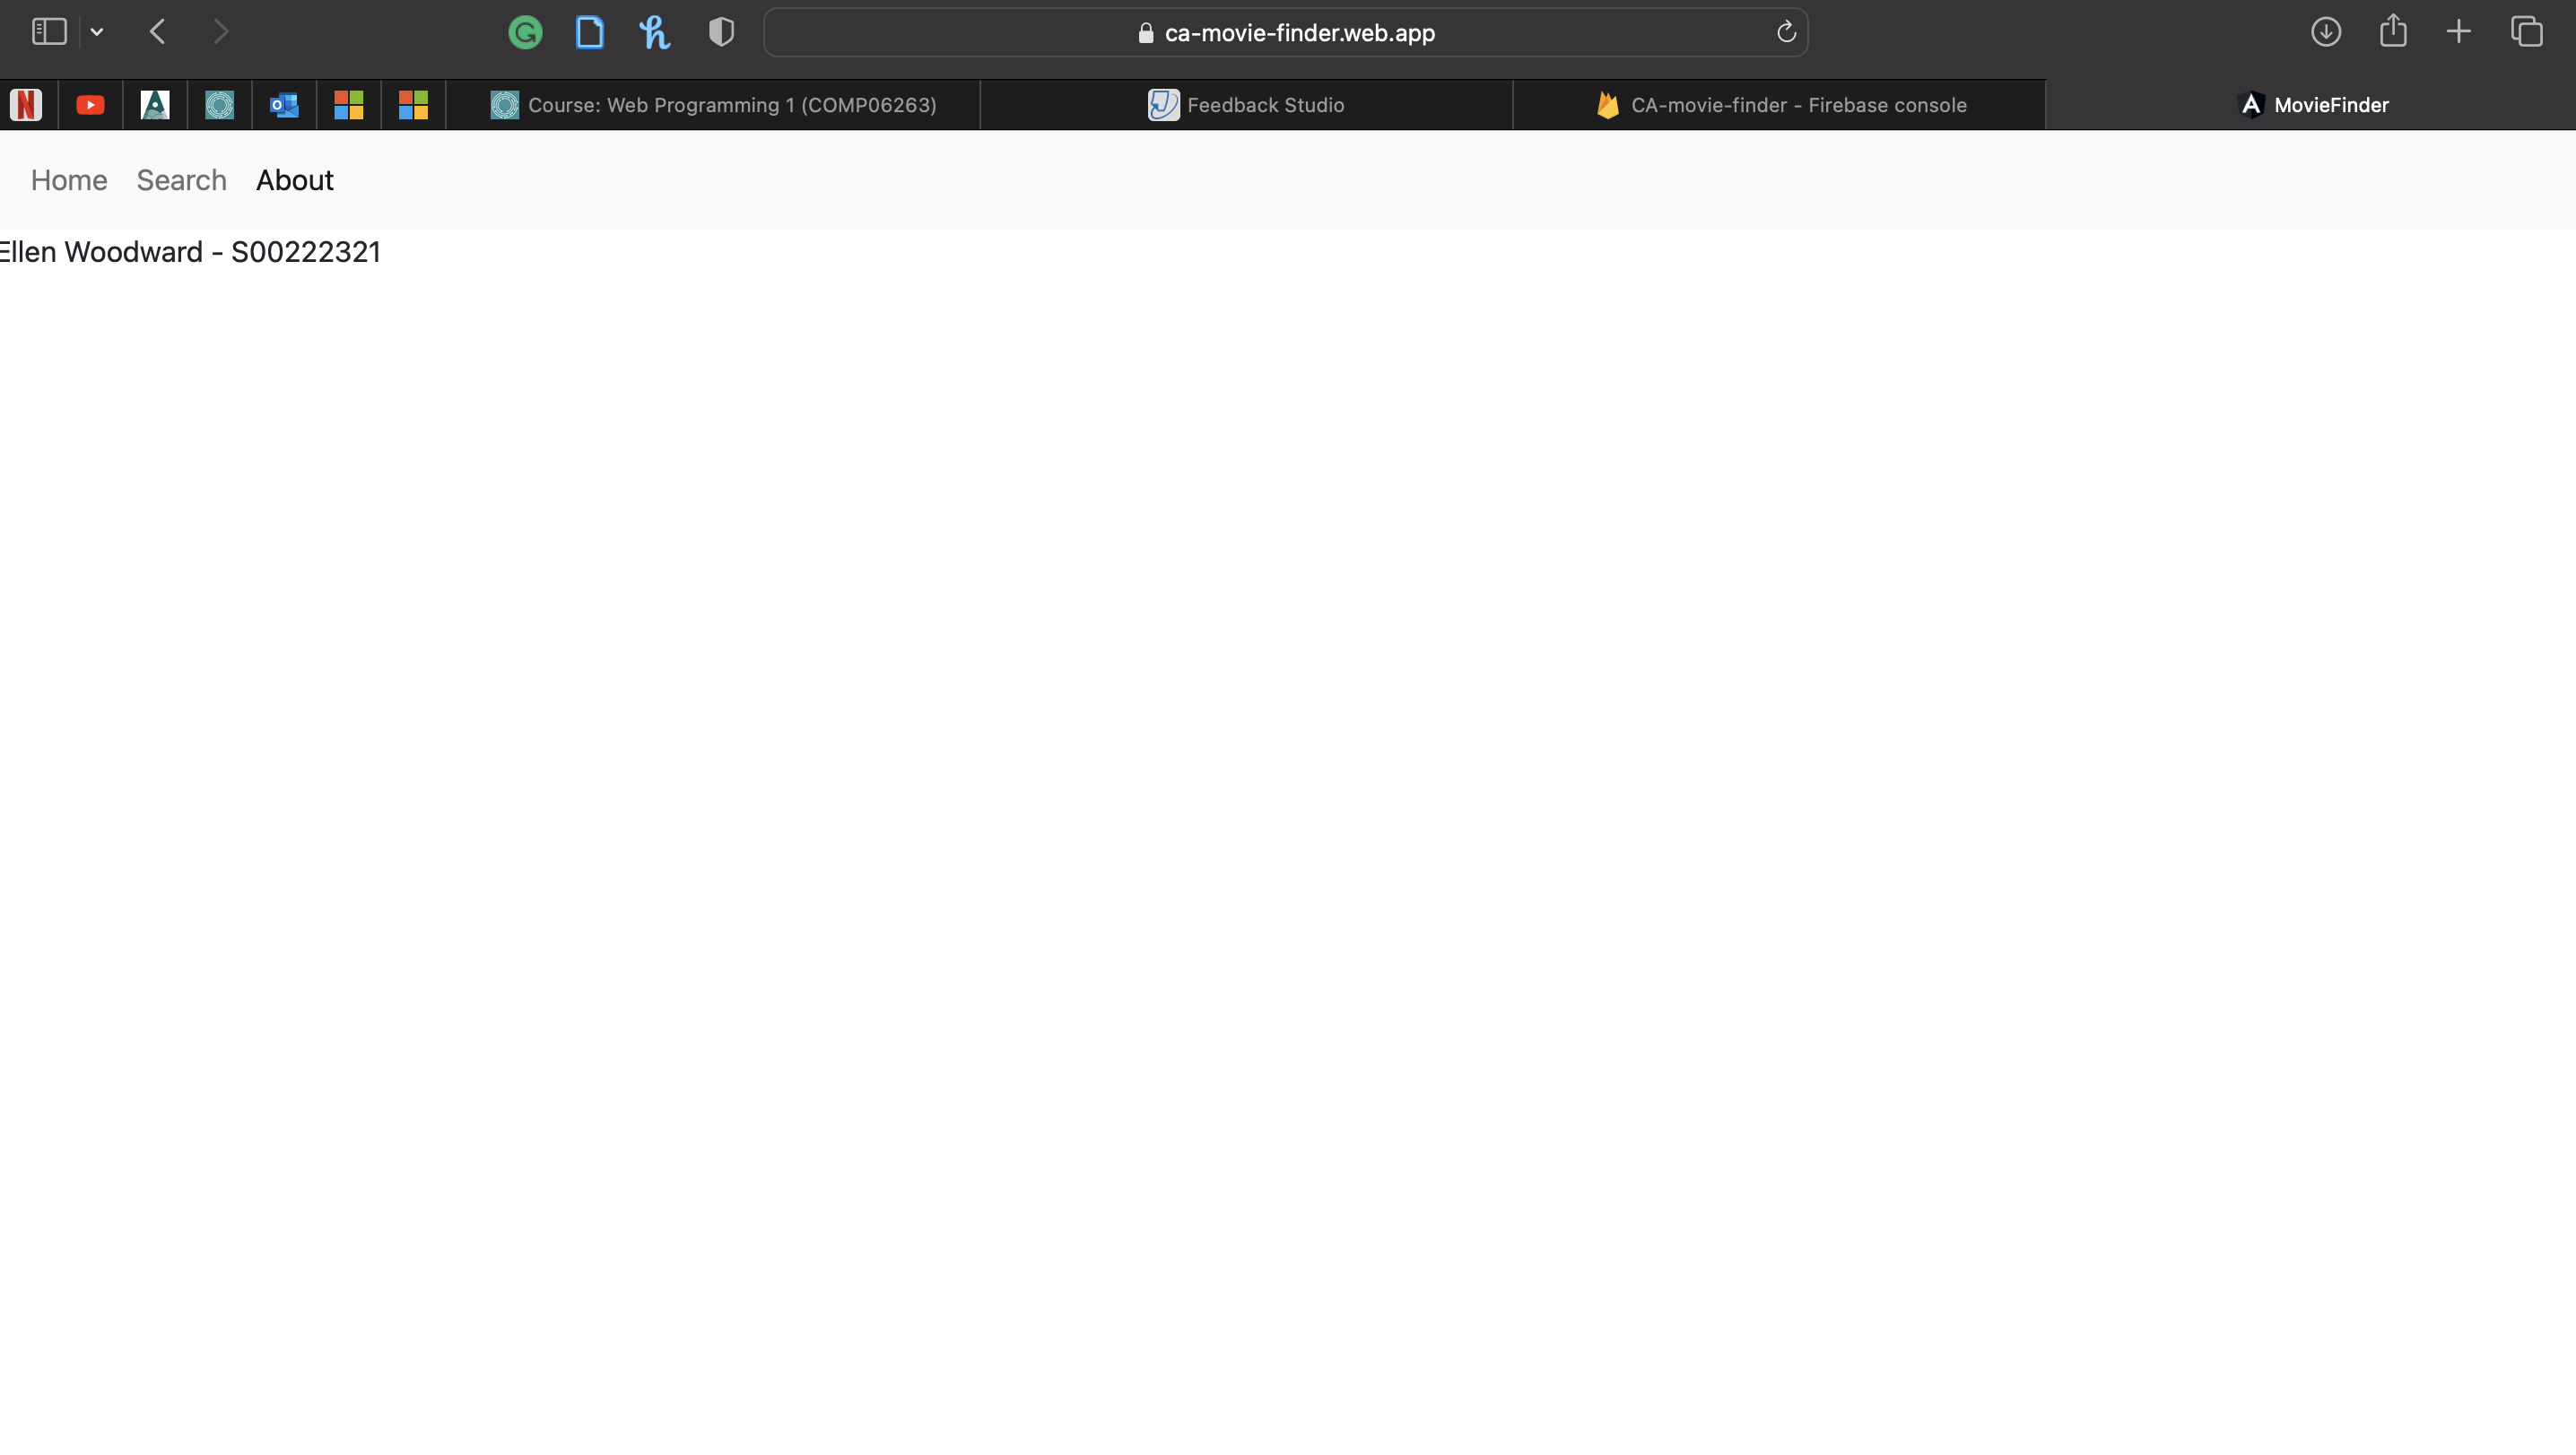 ca-movie-finder.web.app
Course: Web Programming 1 (COMP06263)
Feedback Studio
CA-movie-finder - Firebase console
MovieFinder
Home Search About
Ellen Woodward - S00222321